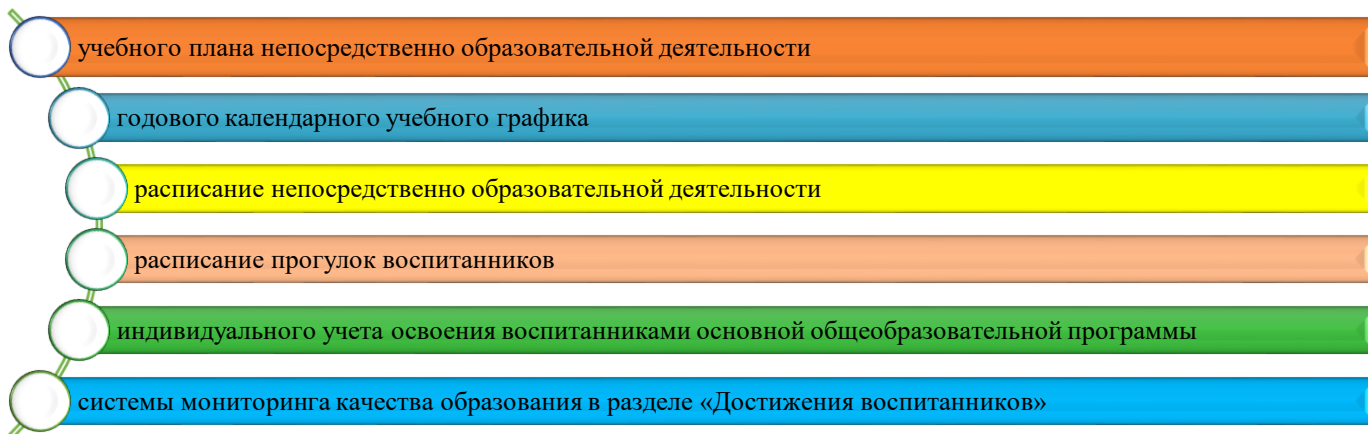 учебного плана непосредственно образовательной деятельности
годового календарного учебного графика
расписание непосредственно образовательной деятельности
расписание прогулок воспитанников
индивидуального учета освоения воспитанниками основной общеобразовательной программы
системы мониторинга качества образования в разделе «Достижения воспитанников»